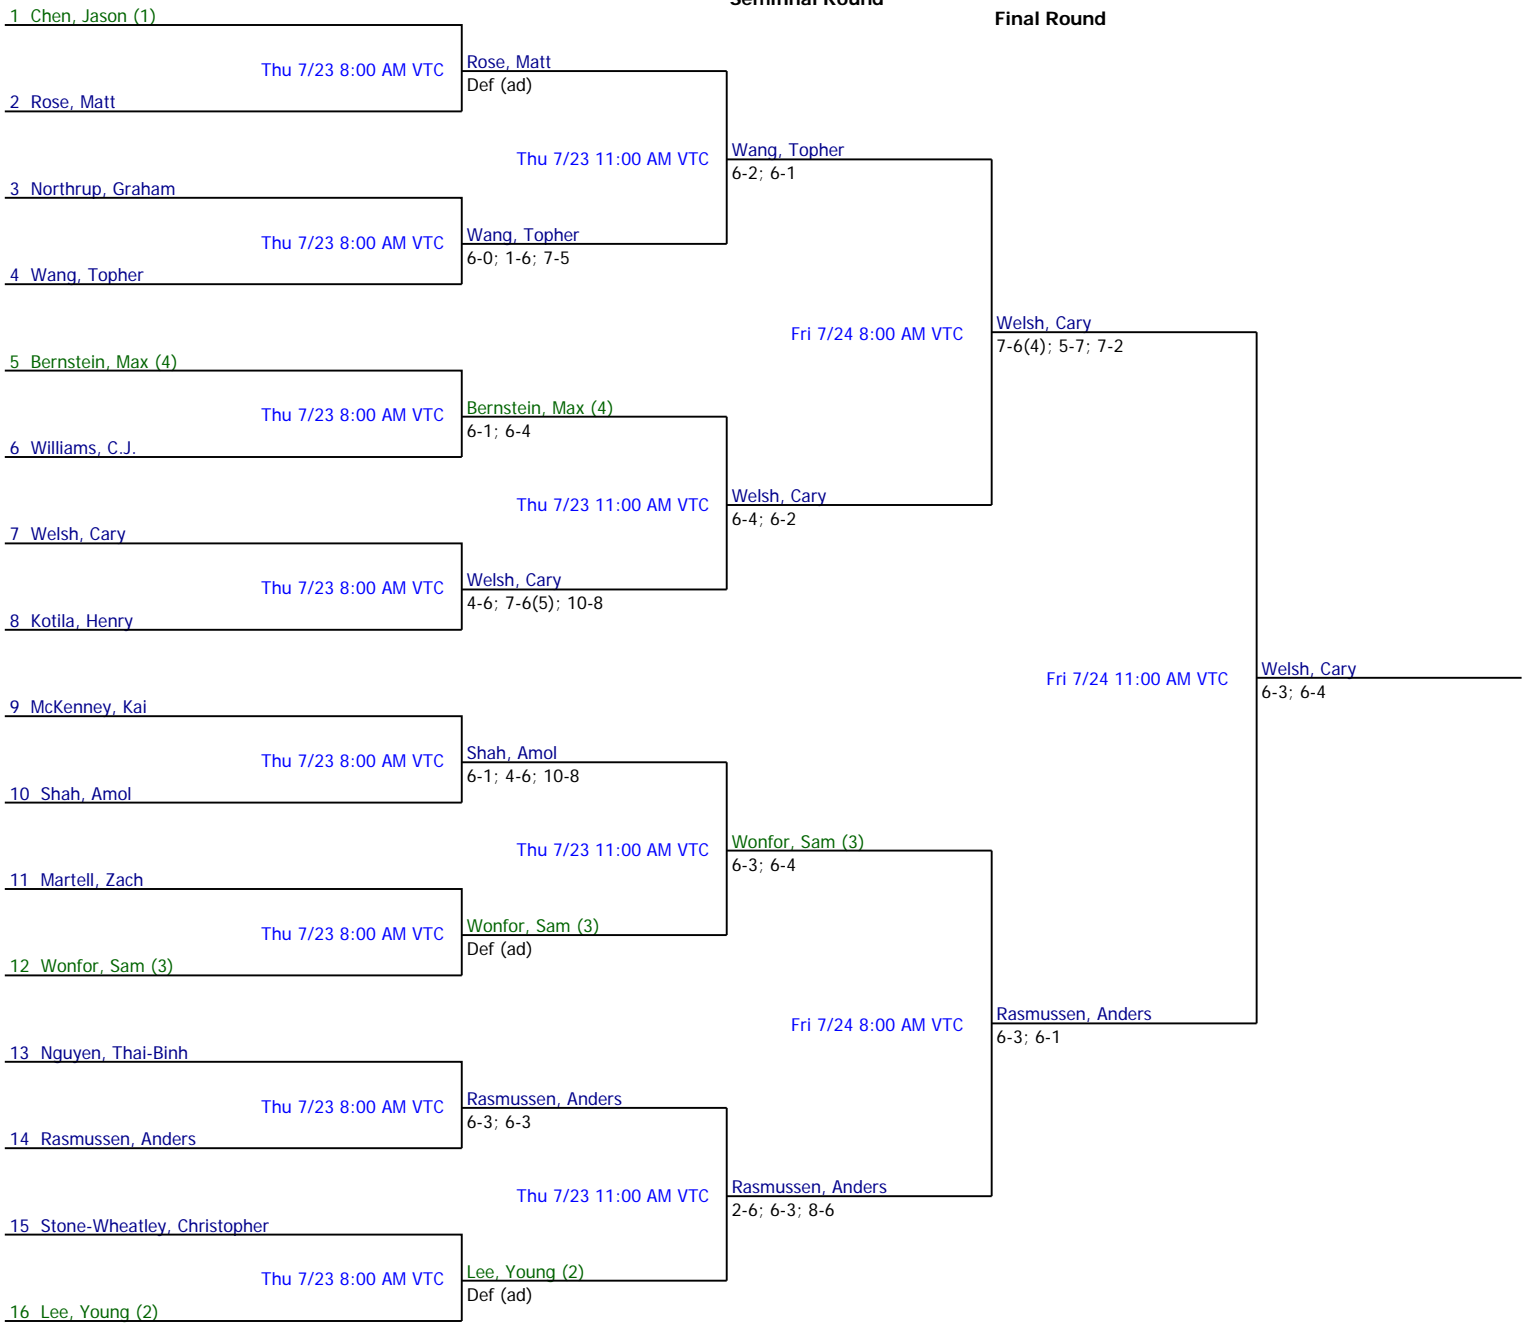 Semifinal Round
Final Round
1 Chen, Jason (1)
Thu 7/23 8:00 AM VTC
Rose, Matt
Def (ad)
2 Rose, Matt
Thu 7/23 11:00 AM VTC
Wang, Topher
6-2; 6-1
3 Northrup, Graham
Thu 7/23 8:00 AM VTC
Wang, Topher
6-0; 1-6; 7-5
4 Wang, Topher
Fri 7/24 8:00 AM VTC
Welsh, Cary
7-6(4); 5-7; 7-2
5 Bernstein, Max (4)
Thu 7/23 8:00 AM VTC
Bernstein, Max (4)
6-1; 6-4
6 Williams, C.J.
Thu 7/23 11:00 AM VTC
Welsh, Cary
6-4; 6-2
7 Welsh, Cary
Thu 7/23 8:00 AM VTC
Welsh, Cary
4-6; 7-6(5); 10-8
8 Kotila, Henry
Fri 7/24 11:00 AM VTC
Welsh, Cary
6-3; 6-4
9 McKenney, Kai
Thu 7/23 8:00 AM VTC
Shah, Amol
6-1; 4-6; 10-8
10 Shah, Amol
Thu 7/23 11:00 AM VTC
Wonfor, Sam (3)
6-3; 6-4
11 Martell, Zach
Thu 7/23 8:00 AM VTC
Wonfor, Sam (3)
Def (ad)
12 Wonfor, Sam (3)
Fri 7/24 8:00 AM VTC
Rasmussen, Anders
6-3; 6-1
13 Nguyen, Thai-Binh
Thu 7/23 8:00 AM VTC
Rasmussen, Anders
6-3; 6-3
14 Rasmussen, Anders
Thu 7/23 11:00 AM VTC
Rasmussen, Anders
2-6; 6-3; 8-6
15 Stone-Wheatley, Christopher
Thu 7/23 8:00 AM VTC
Lee, Young (2)
Def (ad)
16 Lee, Young (2)